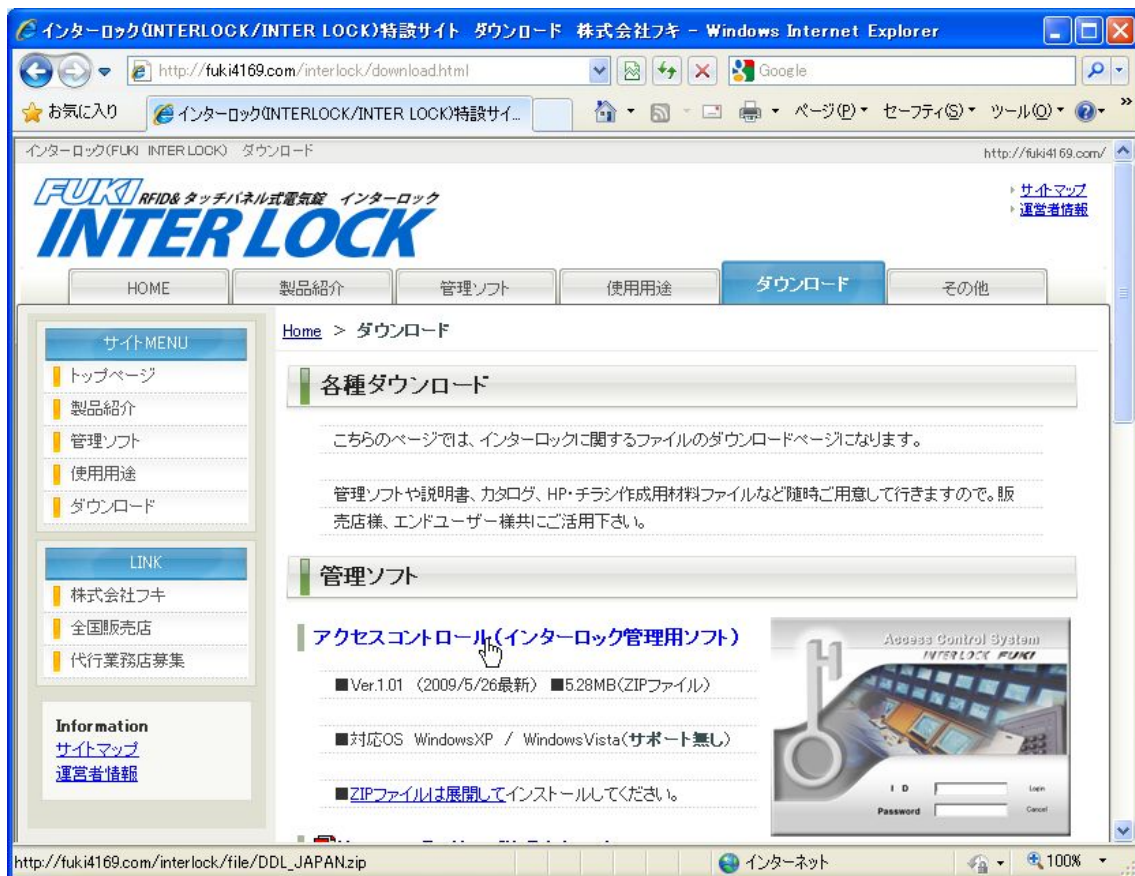 インターロック(INTERLOCK/INTER LOCK)特設サイト ダウンロード 株式会社フキ - Windows Internet Explorer
http://fuki4169.com/interlock/download.html
Google
お気に入り
インターロック(INTERLOCK/INTER LOCK)特設サイ...
ページ(P)
セーフティ(S)
ツール(O)
インターロック(FUKI INTER LOCK) ダウンロード
http://fuki4169.com/
FUKI RFID& タッチパネル式電気錠 インターロック
INTER LOCK
サイトマップ
運営者情報
HOME
製品紹介
管理ソフト
使用用途
ダウンロード
その他
サイトMENU
トップページ
製品紹介
管理ソフト
使用用途
ダウンロード
LINK
株式会社フキ
全国販売店
代行業務店募集
Information
サイトマップ
運営者情報
Home > ダウンロード
各種ダウンロード
こちらのページでは、インターロックに関するファイルのダウンロードページになります。
管理ソフトや説明書、カタログ、HP・チラシ作成用材料ファイルなど随時ご用意して行きますので。販
売店様、エンドユーザー様共にご活用下さい。
管理ソフト
アクセスコントロール(インターロック管理用ソフト)
■Ver.1.01 (2009/5/26最新) ■5.28MB(ZIPファイル)
■対応OS WindowsXP / WindowsVista(サポート無し)
■ZIPファイルは展開してインストールしてください。
Access Control System
INTERLOCK FUKI
I D
Login
Password
Cancel
http://fuki4169.com/interlock/file/DDL_JAPAN.zip
インターネット
100%